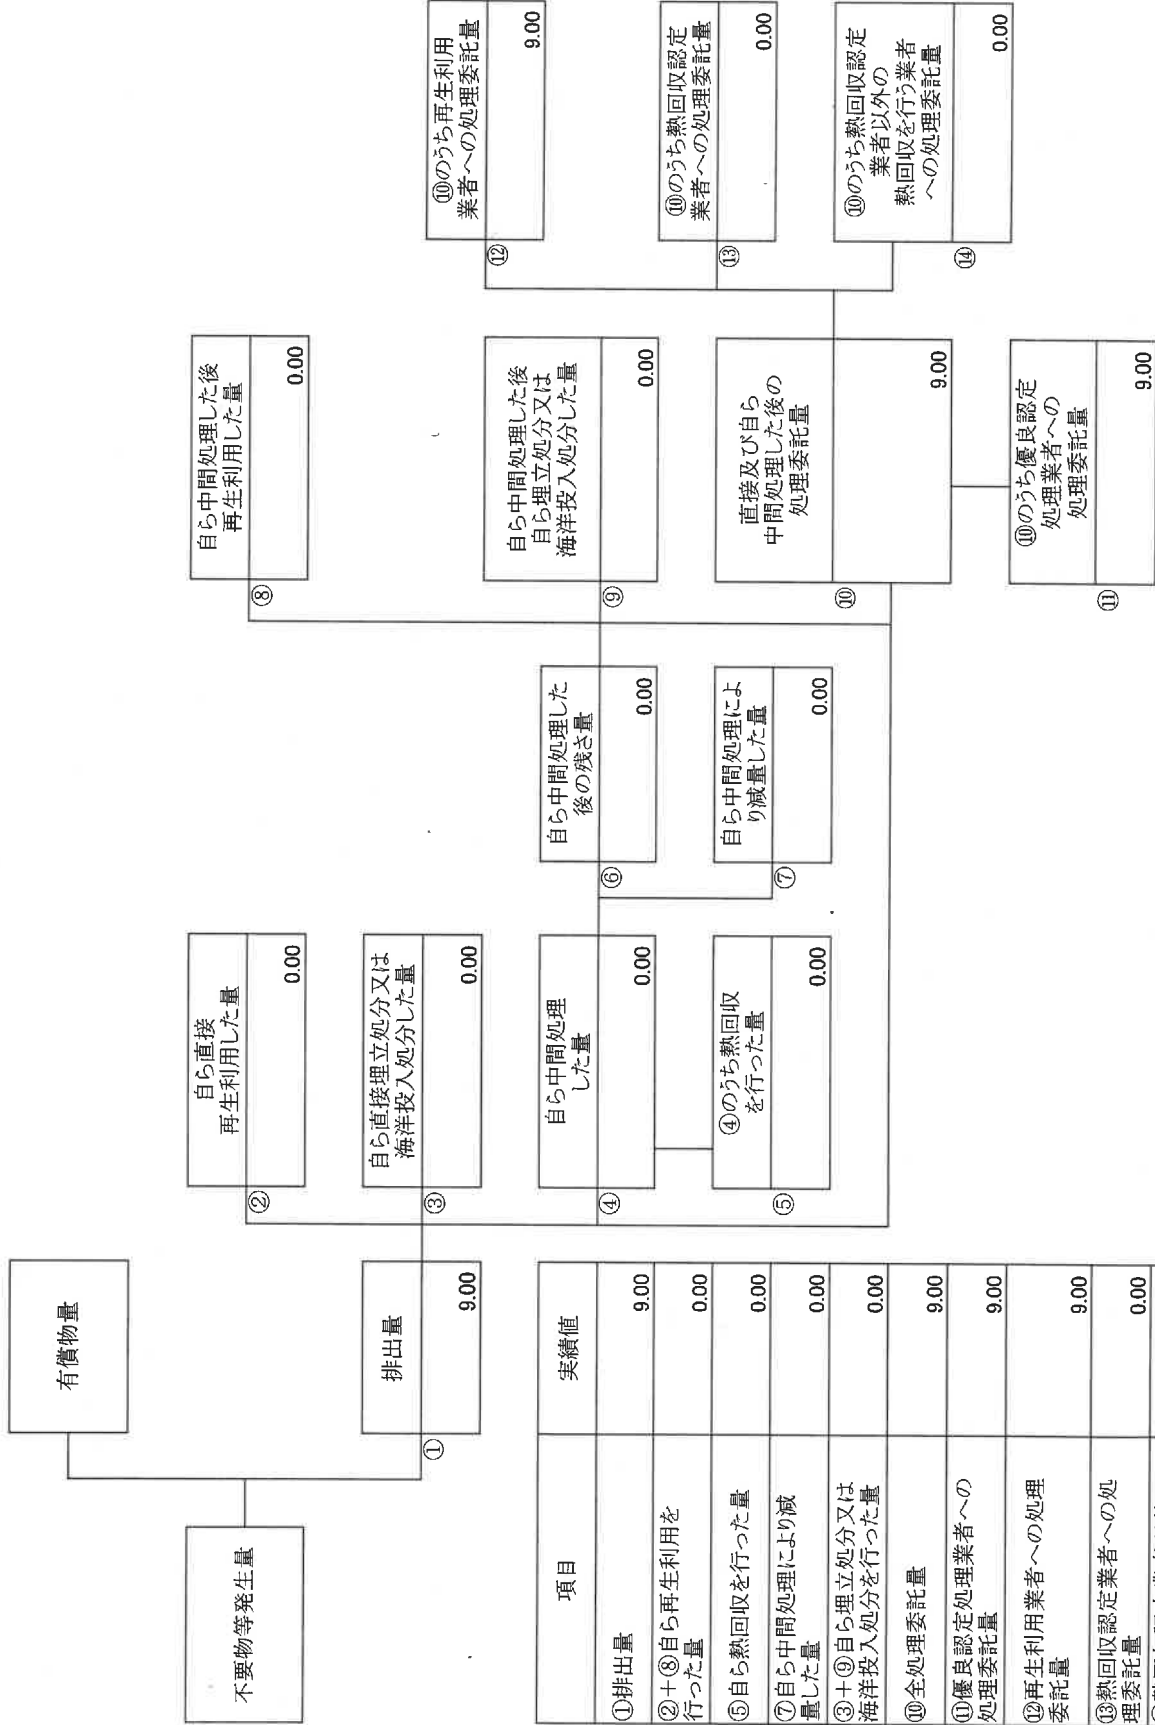 不要物等発生量
有償物量
排出量
①
9.00
自ら直接
再生利用した量
②
0.00
自ら直接埋立処分又は
海洋投入処分した量
③
0.00
自ら中間処理
した量
④
0.00
④のうち熱回収
を行った量
⑤
0.00
自ら中間処理した
後の残さ量
⑥
0.00
自ら中間処理によ
り減量した量
⑦
0.00
自ら中間処理した後
再生利用した量
⑧
0.00
自ら中間処理した後
自ら埋立処分又は
海洋投入処分した量
⑨
0.00
直接及び自ら
中間処理した後の
処理委託量
⑩
9.00
⑩のうち優良認定
処理業者への
処理委託量
⑪
9.00
⑩のうち再生利用
業者への処理委託量
⑫
9.00
⑩のうち熱回収認定
業者への処理委託量
⑬
0.00
⑩のうち熱回収認定
業者以外の
熱回収を行う業者
への処理委託量
⑭
0.00
項目 実績値
①排出量 9.00
②+⑧自ら再生利用を
行った量 0.00
⑤自ら熱回収を行った量 0.00
⑦自ら中間処理により減
量した量 0.00
③+⑨自ら埋立処分又は
海洋投入処分を行った量 0.00
⑩全処理委託量 9.00
⑪優良認定処理業者への
処理委託量 9.00
⑫再生利用業者への処理
委託量 9.00
⑬熱回収認定業者への処
理委託量 0.00